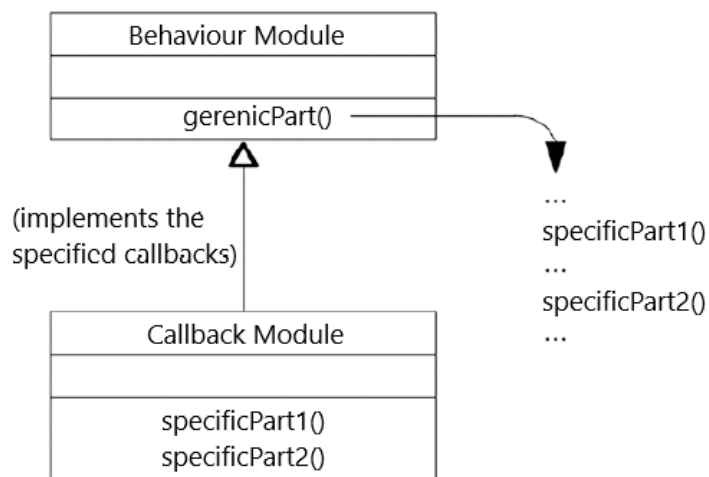 Behaviour Module
gerenicPart()
...
specificPart1()
...
specificPart2()
...
(implements the
specificd callbacks)
Callback Module
specificPart1()
specificPart2()